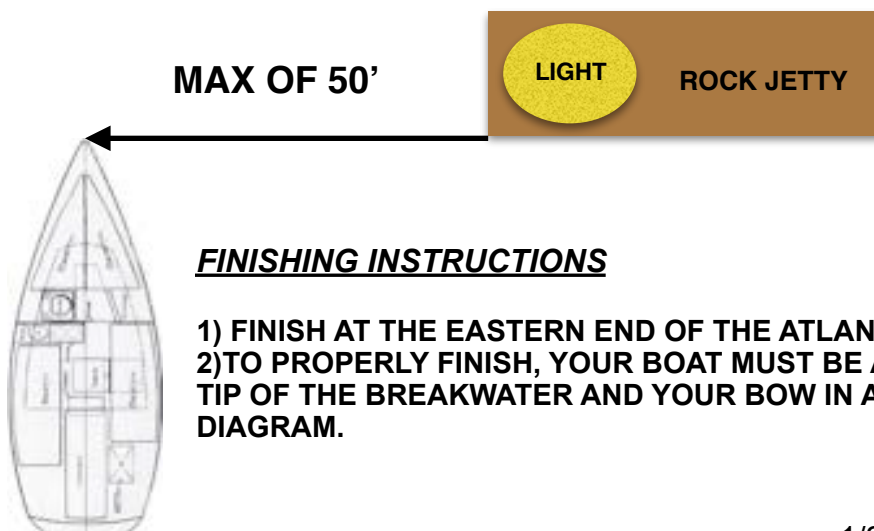 MAX OF 50’
LIGHT
ROCK JETTY
FINISHING INSTRUCTIONS
1) FINISH AT THE EASTERN END OF THE ATLAN
2)TO PROPERLY FINISH, YOUR BOAT MUST BE A
TIP OF THE BREAKWATER AND YOUR BOW IN A
DIAGRAM.